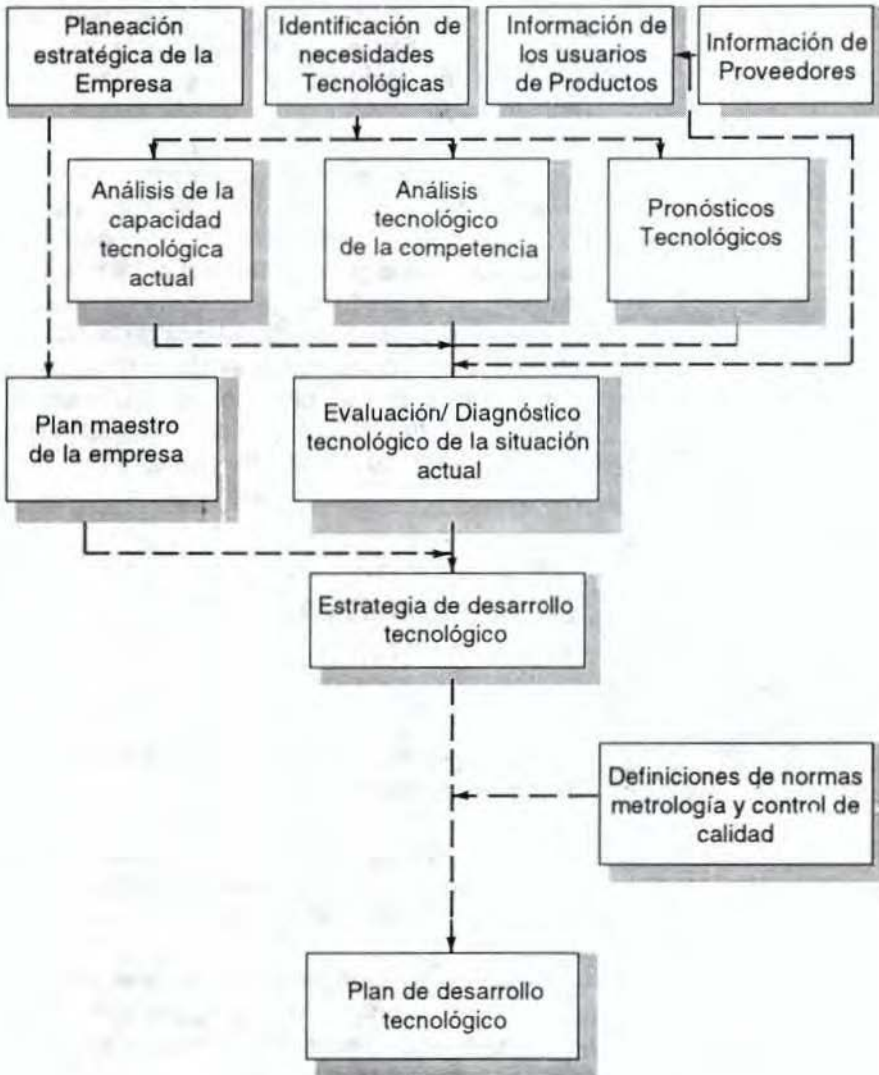 Planeación
estratégica de la
Empresa
Identificación de
necesidades
Tecnológicas
Información de
los usuarios
de Productos
Información de
Proveedores
Análisis de la
capacidad
tecnológica
actual
Análisis
tecnológico
de la competencia
Pronósticos
Tecnológicos
Plan maestro
de la empresa
Evaluación/ Diagnóstico
tecnológico de la situación
actual
Estrategia de desarrollo
tecnológico
Definiciones de normas
metrología y control de
calidad
Plan de desarrollo
tecnológico